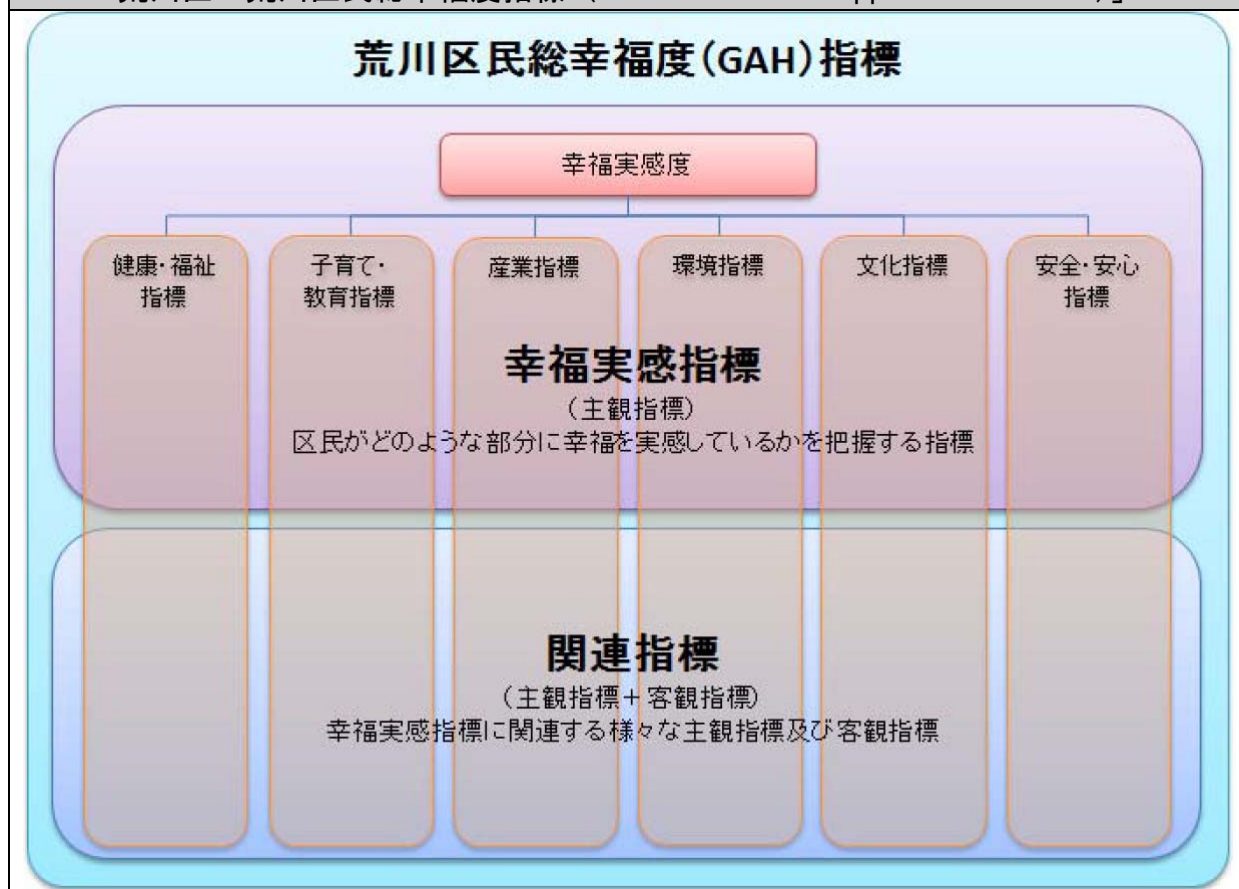 荒川区民総幸福度(GAH)指標
幸福実感度
健康・福祉
指標
子育て・
教育指標
産業指標
環境指標
文化指標
安全・安心
指標
幸福実感指標
（主観指標）
区民がどのような部分に幸福を実感しているかを把握する指標
関連指標
（主観指標＋客観指標）
幸福実感指標に関連する様々な主観指標及び客観指標